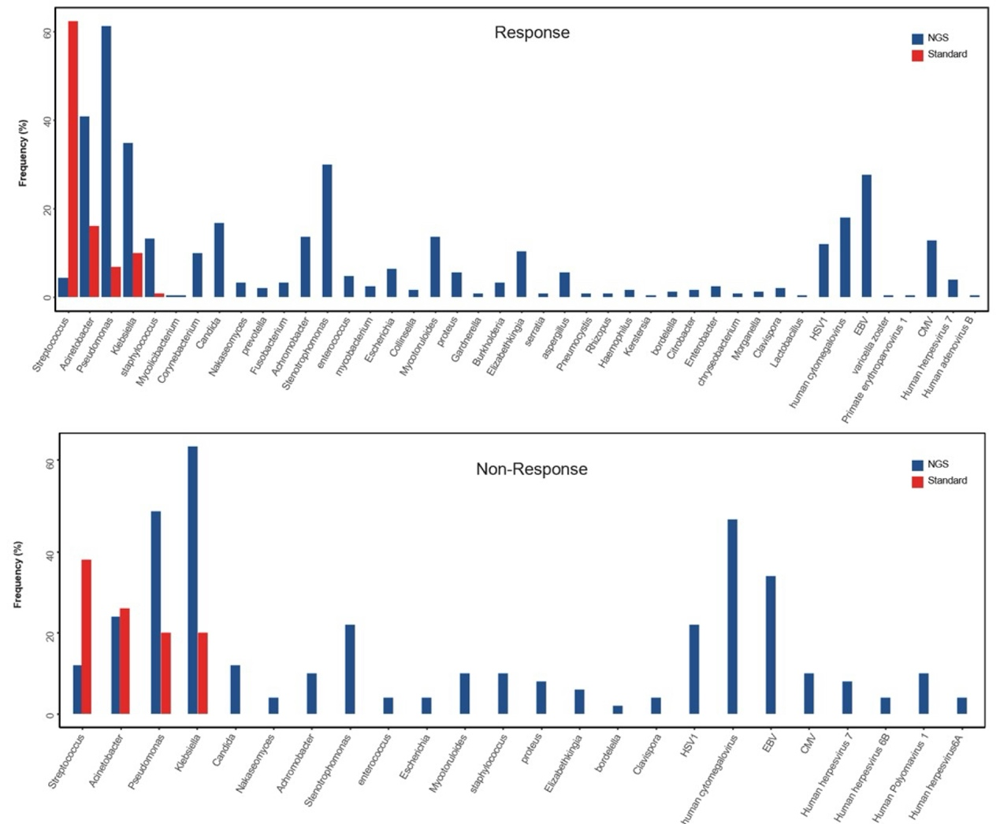 Response
NGS
Standard
Frequency (%)
60
40
20
0
Streptococcus
Acinetobacter
Pseudomonas
Klebsiella
staphylococcus
Mycolicibacterium
Corynebacterium
Candida
Nakaseomyces
prevotella
Fusobacterium
Achromobacter
Stenotrophomonas
enterococcus
mycobacterium
Escherichia
Collinsella
Mycotoruloides
proteus
Gardnerella
Burkholderia
Elizabethkingia
serratia
aspergillus
Pneumocystis
Rhizopus
Haemophilus
Kerstersia
bordella
Citrobacter
Enterobacter
chryseobacterium
Morganella
Clavispora
Lactobacillus
HSV1
human cytomegalovirus
EBV
varicella zoster
Primate erythroparvovirus 1
CMV
Human herpesvirus 7
Human adenovirus B
Non-Response
NGS
Standard
Frequency (%)
60
40
20
0
Streptococcus
Acinetobacter
Pseudomonas
Klebsiella
Candida
Nakaseomyces
Achromobacter
Stenotrophomonas
enterococcus
Escherichia
Mycotoruloides
staphylococcus
proteus
Elizabethkingia
bordella
Clavispora
HSV1
human cytomegalovirus
EBV
CMV
Human herpesvirus 7
Human herpesvirus 6B
Human Polyomavirus 1
Human herpesvirus6A